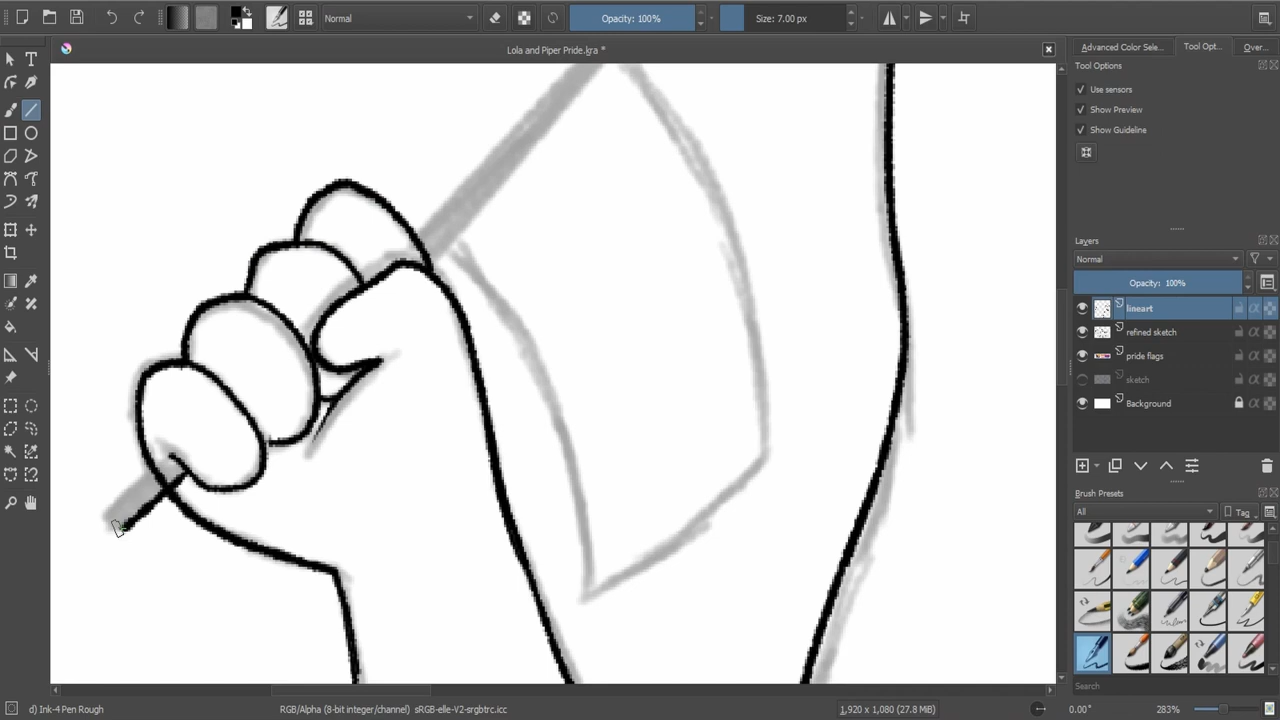 Normal
Opacity: 100%
Size: 7.00 px
Lola and Piper Pride.kra *
Advanced Color Sele...
Tool Opt...
Over...
Tool Options
Use sensors
Show Preview
Show Guideline
Layers
Normal
Opacity: 100%
lineart
refined sketch
pride flags
sketch
Background
Brush Presets
All
Tag
Search
d) Ink-4 Pen Rough
RGB/Alpha (8-bit integer/channel) sRGB-elle-V2-srgbtrc.icc
1,920 x 1,080 (27.8 MiB)
0.00°
283%